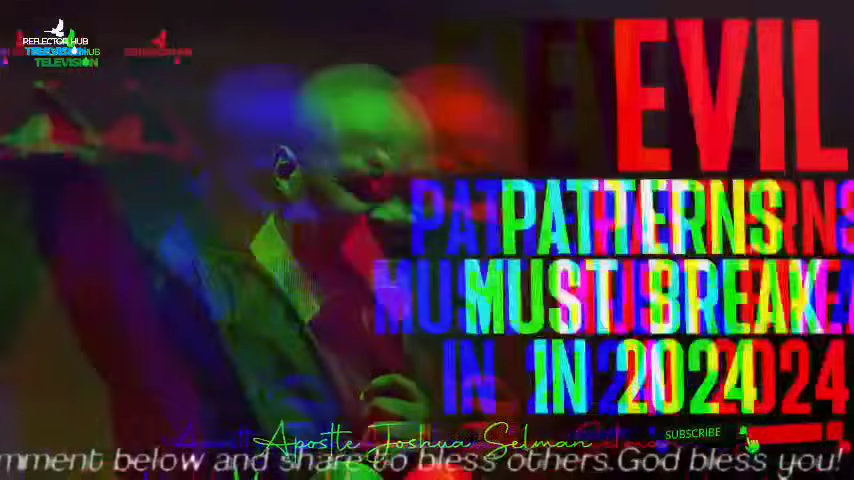 REFLECTOR HUB
TELEVISION
EVIL
PATTERNS
MUST BREAK
IN 2024
Apostle Joshua Selman
SUBSCRIBE
mment below and share to bless others.God bless you!